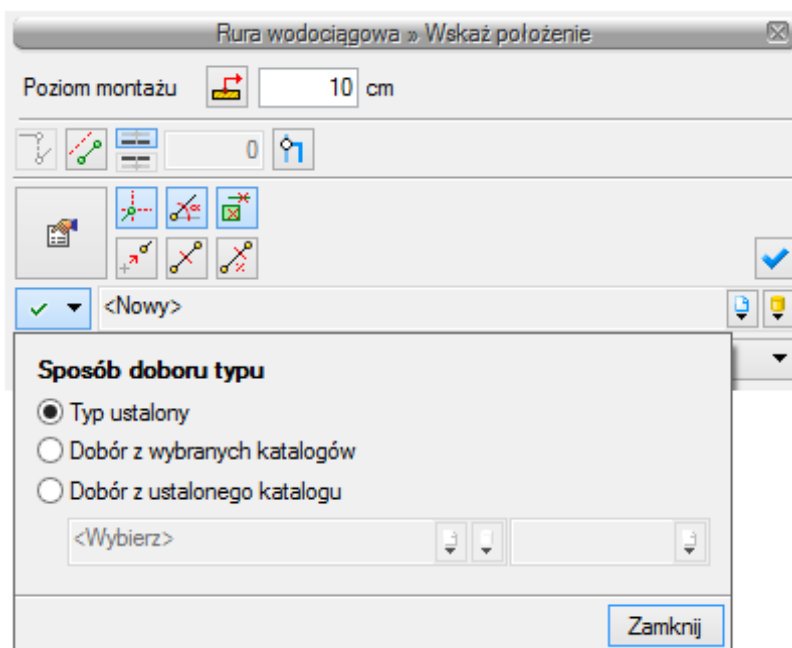 Rura wodociągowa » Wskaż położenie
Poziom montażu 10 cm
0
<Nowy>
Sposób doboru typu
Typ ustalony
Dobór z wybranych katalogów
Dobór z ustalonego katalogu
<Wybierz>
Zamknij